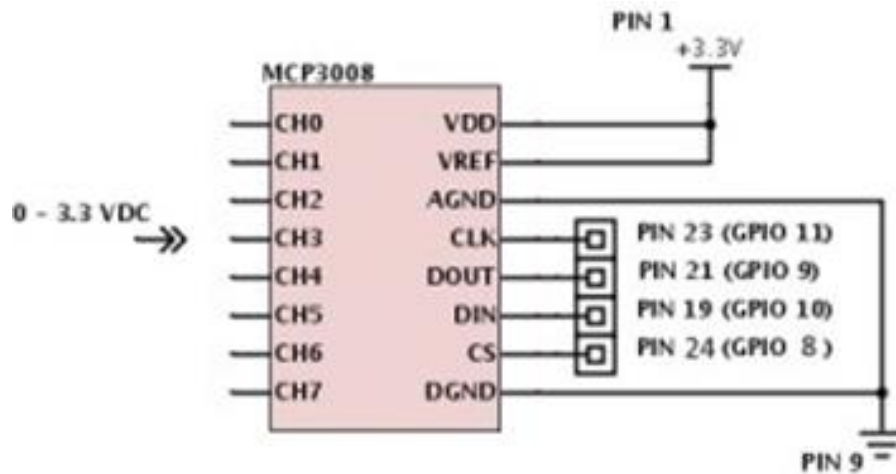 PIN 1
+3.3V
MCP3008
CH0 VDD
CH1 VREF
CH2 AGND
0 - 3.3 VDC
CH3 CLK PIN 23 (GPIO 11)
CH4 DOUT PIN 21 (GPIO 9)
CH5 DIN PIN 19 (GPIO 10)
CH6 CS PIN 24 (GPIO 8 )
CH7 DGND
PIN 9